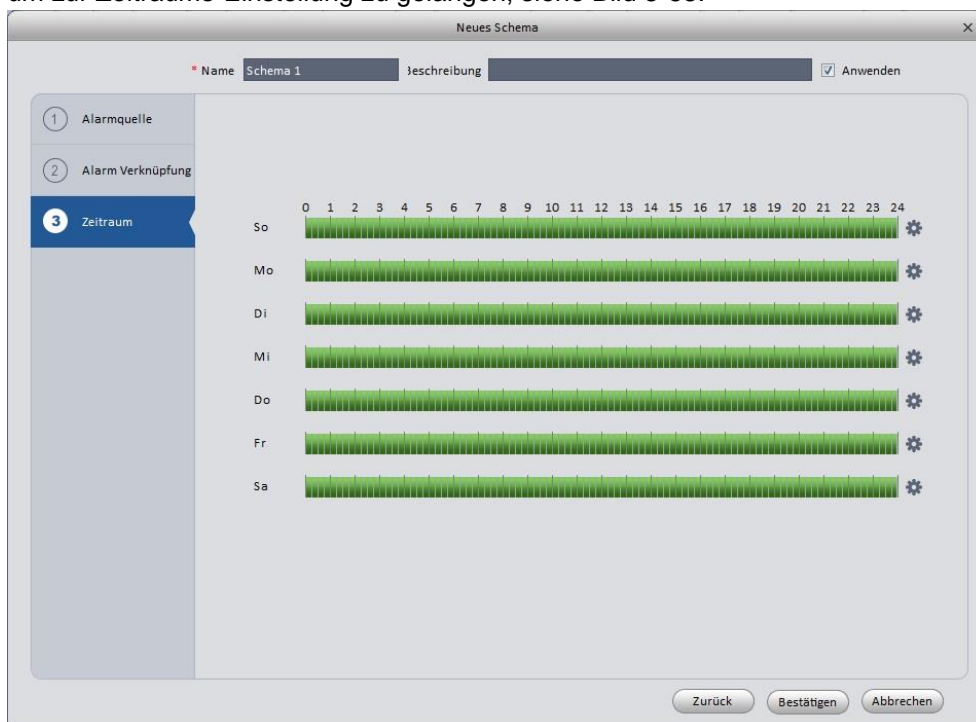 Neues Schema
* Name Schema 1 Beschreibung Anwenden
1 Alarmquelle
2 Alarm Verknüpfung
3 Zeitraum
0 1 2 3 4 5 6 7 8 9 10 11 12 13 14 15 16 17 18 19 20 21 22 23 24
So
Mo
Di
Mi
Do
Fr
Sa
Zurück Bestätigen Abbrechen